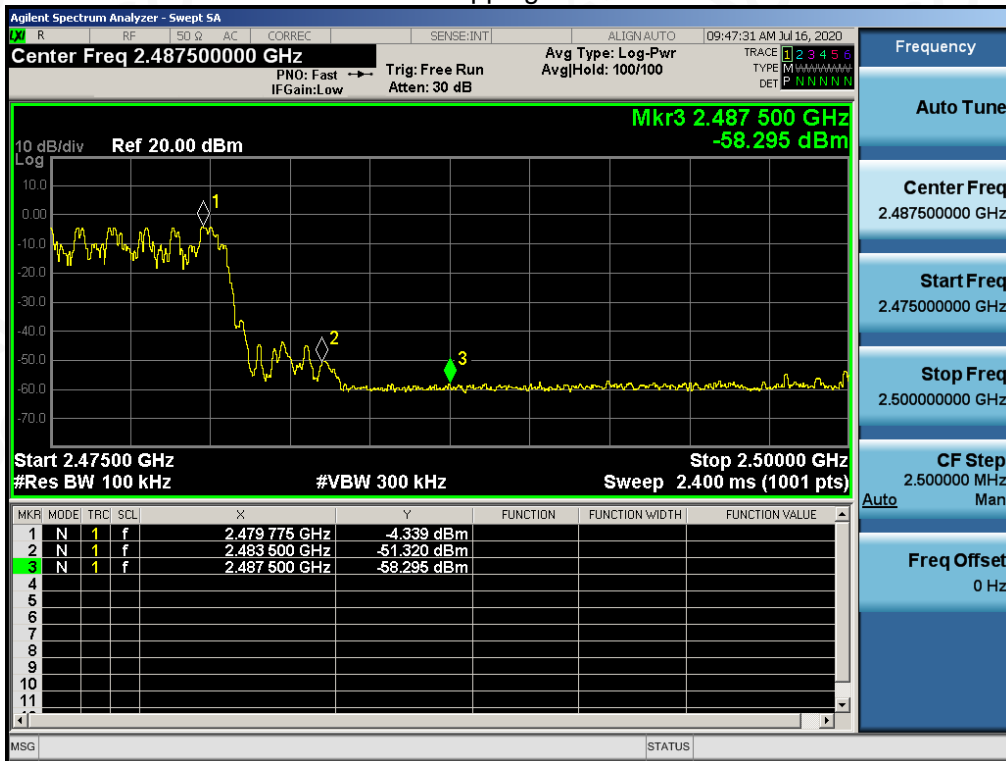 pping
Agilent Spectrum Analyzer - Swept SA
LXI R RF 50 Ω AC CORREC SENSE:INT ALIGN AUTO 09:47:31 AM Jul 16, 2020
Center Freq 2.487500000 GHz
PNO: Fast
IFGain:Low
Trig: Free Run
Atten: 30 dB
Avg Type: Log-Pwr
Avg|Hold: 100/100
TRACE 1 2 3 4 5 6
TYPE M W W W W W
DET P N N N N N
Mkr3 2.487 500 GHz
-58.295 dBm
10 dB/div Ref 20.00 dBm
Log
10.0
0.00
-10.0
-20.0
-30.0
-40.0
-50.0
-60.0
-70.0
1
2
3
Start 2.47500 GHz Stop 2.50000 GHz
#Res BW 100 kHz #VBW 300 kHz Sweep 2.400 ms (1001 pts)
MKR MODE TRC SCL X Y FUNCTION FUNCTION WIDTH FUNCTION VALUE
1 N 1 f 2.479 775 GHz -4.339 dBm
2 N 1 f 2.483 500 GHz -51.320 dBm
3 N 1 f 2.487 500 GHz -58.295 dBm
4
5
6
7
8
9
10
11
MSG STATUS
Frequency
Auto Tune
Center Freq
2.487500000 GHz
Start Freq
2.475000000 GHz
Stop Freq
2.500000000 GHz
CF Step
2.500000 MHz
Auto Man
Freq Offset
0 Hz